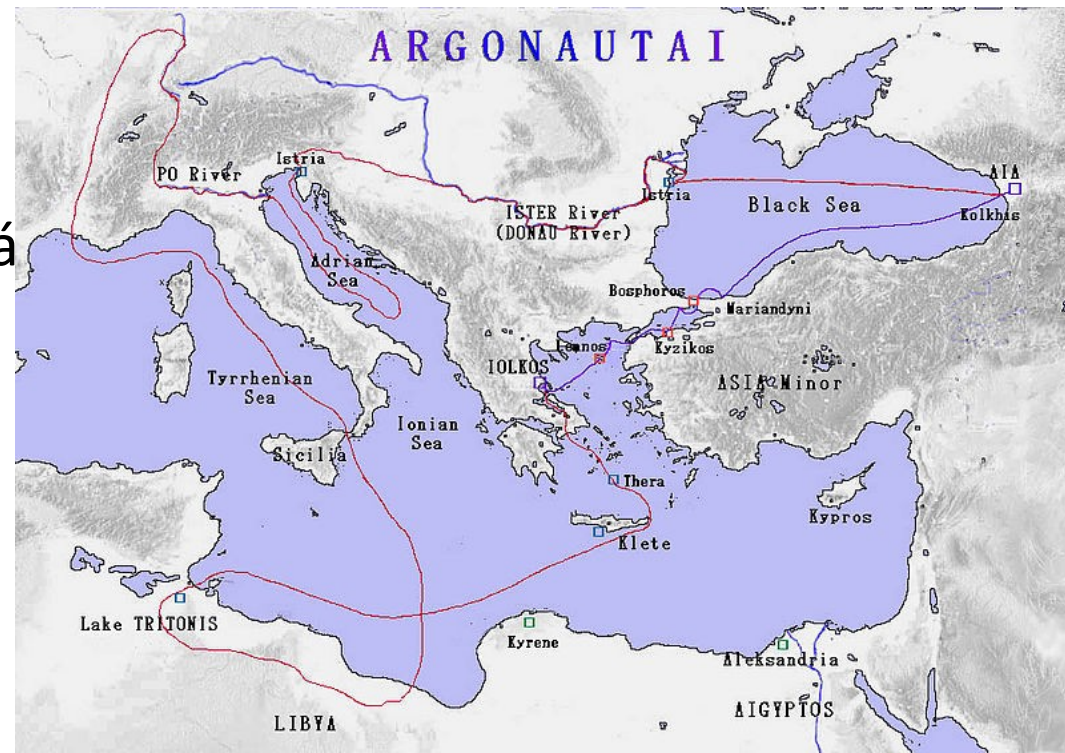 ARGONAUTAI
PO River
Istria
ISTER River
(DONAU River)
Istria
Black Sea
AIA
Kolkhis
á
Adrian
Sea
Bosphoros
Mariandyni
Lemnos
Kyzikos
IOLKOS
ASIA Minor
Tyrrhenian
Sea
Ionian
Sea
Sicilia
Thera
Kypros
Klete
Lake TRITONIS
Kyrene
Aleksandria
LIBYA
AIGYPTOS